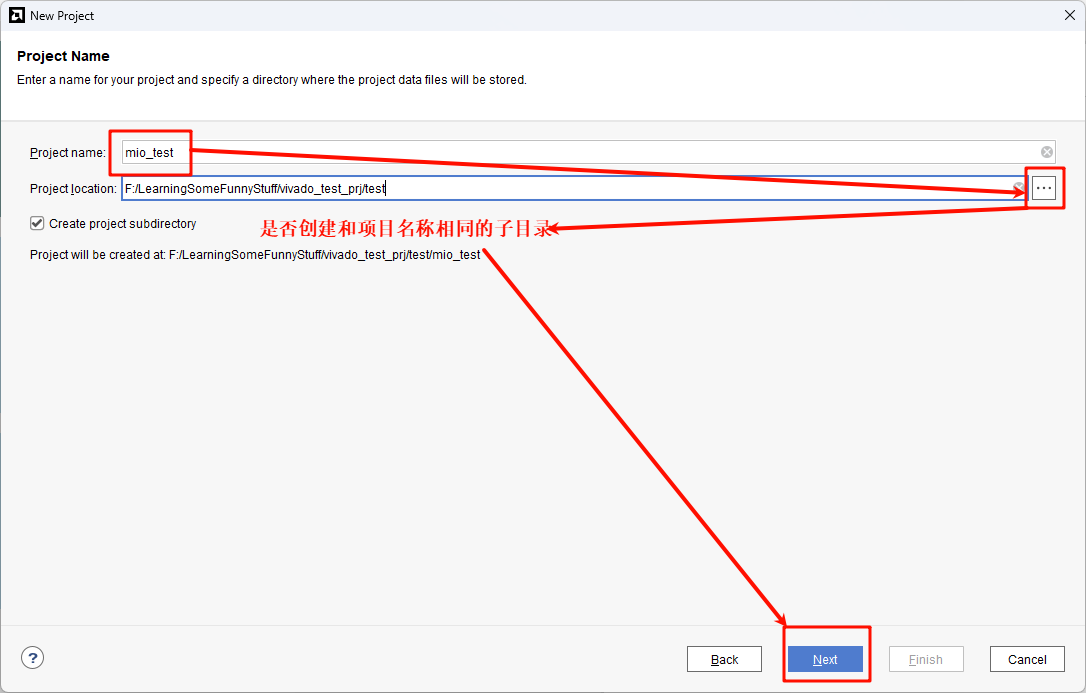 New Project
Project Name
Enter a name for your project and specify a directory where the project data files will be stored.
Project name: mio_test
Project location: F:/LearningSomeFunnyStuff/vivado_test_prj/test
...
Create project subdirectory
是否创建和项目名称相同的子目录
Project will be created at: F:/LearningSomeFunnyStuff/vivado_test_prj/test/mio_test
?
Back
Next
Finish
Cancel